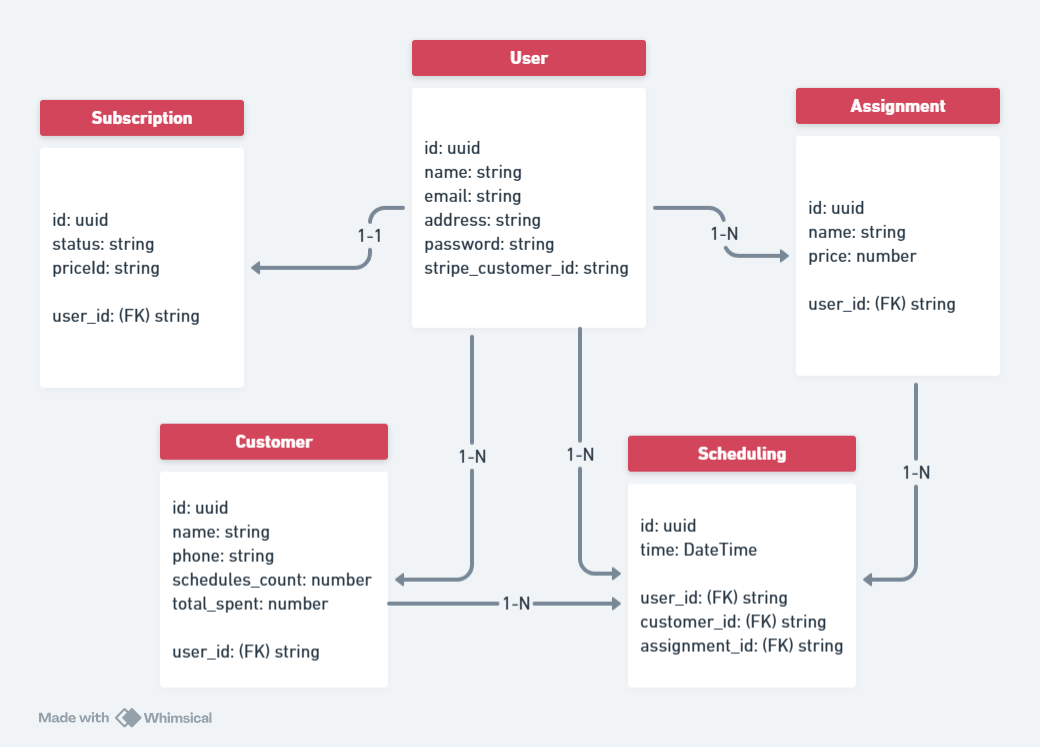 User
id: uuid
name: string
email: string
address: string
password: string
stripe_customer_id: string
Subscription
id: uuid
status: string
priceId: string
user_id: (FK) string
Assignment
id: uuid
name: string
price: number
user_id: (FK) string
1-1
1-N
1-N
1-N
1-N
Customer
id: uuid
name: string
phone: string
schedules_count: number
total_spent: number
user_id: (FK) string
1-N
Scheduling
id: uuid
time: DateTime
user_id: (FK) string
customer_id: (FK) string
assignment_id: (FK) string
Made with Whimsical